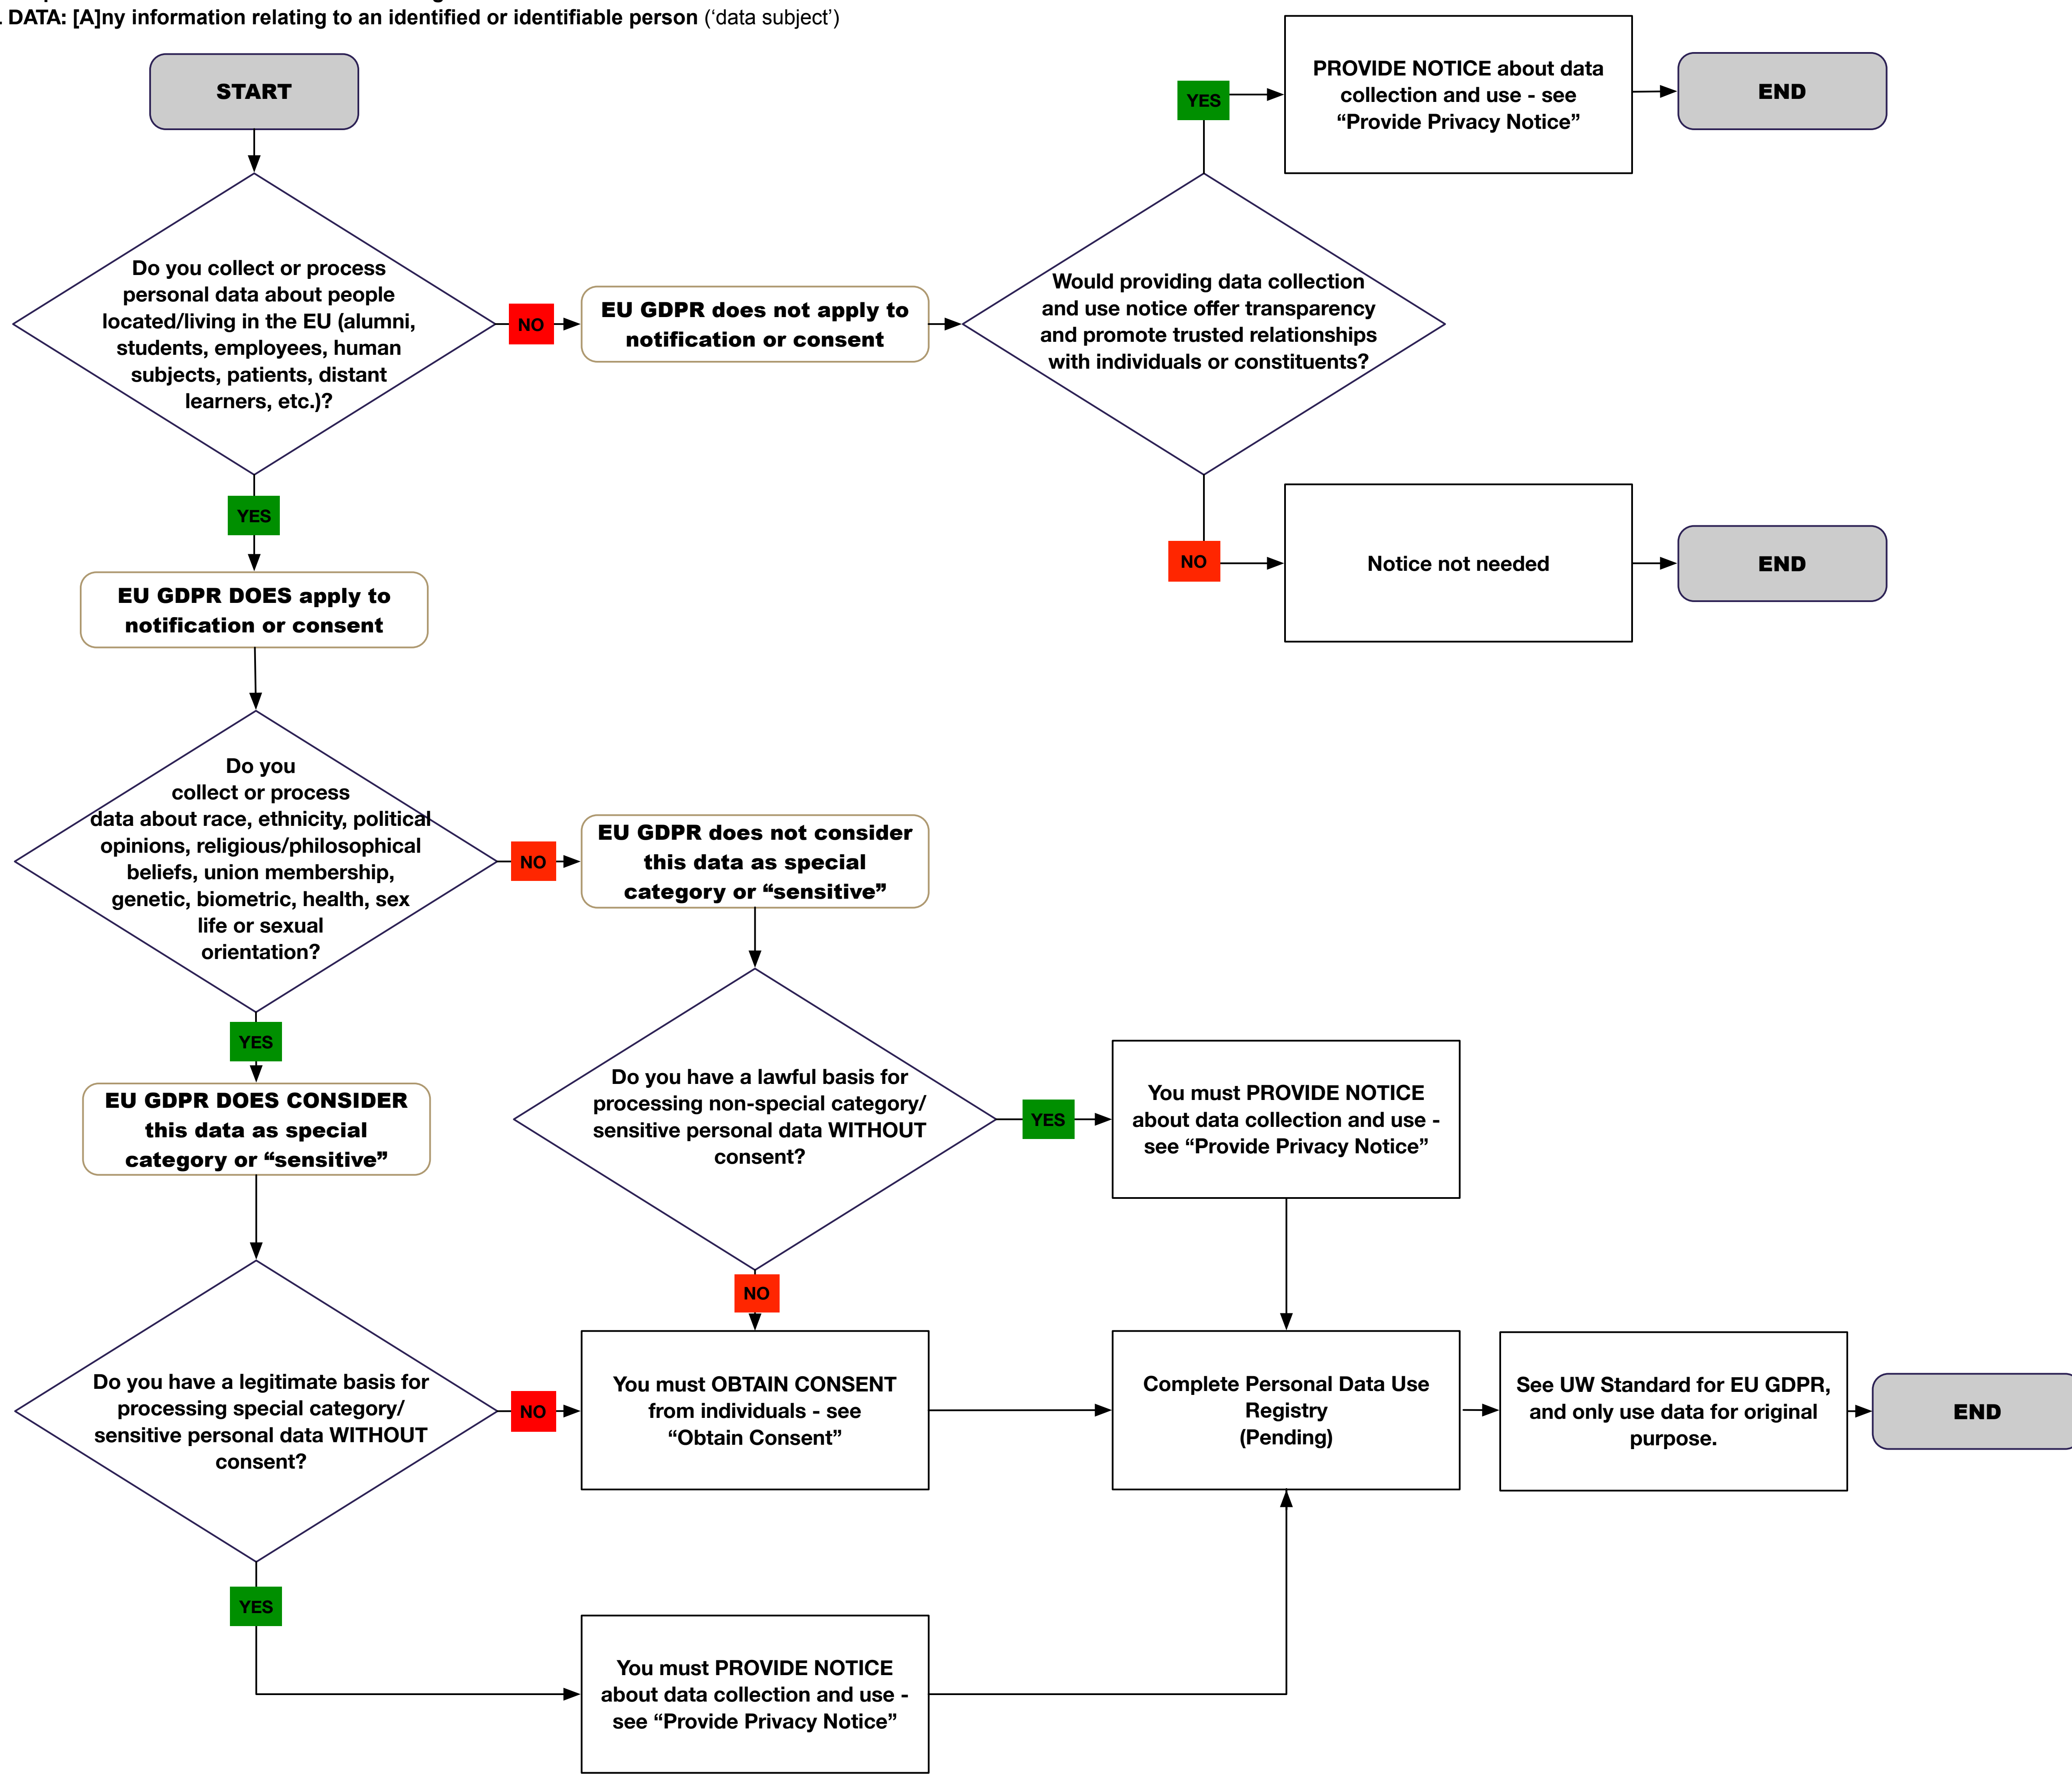 . DATA: [A]ny information relating to an identified or identifiable person (‘data subject’)
START
PROVIDE NOTICE about data
collection and use - see
“Provide Privacy Notice”
END
YES
Do you collect or process
personal data about people
located/living in the EU (alumni,
students, employees, human
subjects, patients, distant
learners, etc.)?
NO
EU GDPR does not apply to
notification or consent
Would providing data collection
and use notice offer transparency
and promote trusted relationships
with individuals or constituents?
YES
NO
Notice not needed
END
EU GDPR DOES apply to
notification or consent
Do you
collect or process
data about race, ethnicity, political
opinions, religious/philosophical
beliefs, union membership,
genetic, biometric, health, sex
life or sexual
orientation?
NO
EU GDPR does not consider
this data as special
category or “sensitive”
YES
EU GDPR DOES CONSIDER
this data as special
category or “sensitive”
Do you have a lawful basis for
processing non-special category/
sensitive personal data WITHOUT
consent?
YES
You must PROVIDE NOTICE
about data collection and use -
see “Provide Privacy Notice”
NO
Do you have a legitimate basis for
processing special category/
sensitive personal data WITHOUT
consent?
NO
You must OBTAIN CONSENT
from individuals - see
“Obtain Consent”
Complete Personal Data Use
Registry
(Pending)
See UW Standard for EU GDPR,
and only use data for original
purpose.
END
YES
You must PROVIDE NOTICE
about data collection and use -
see “Provide Privacy Notice”